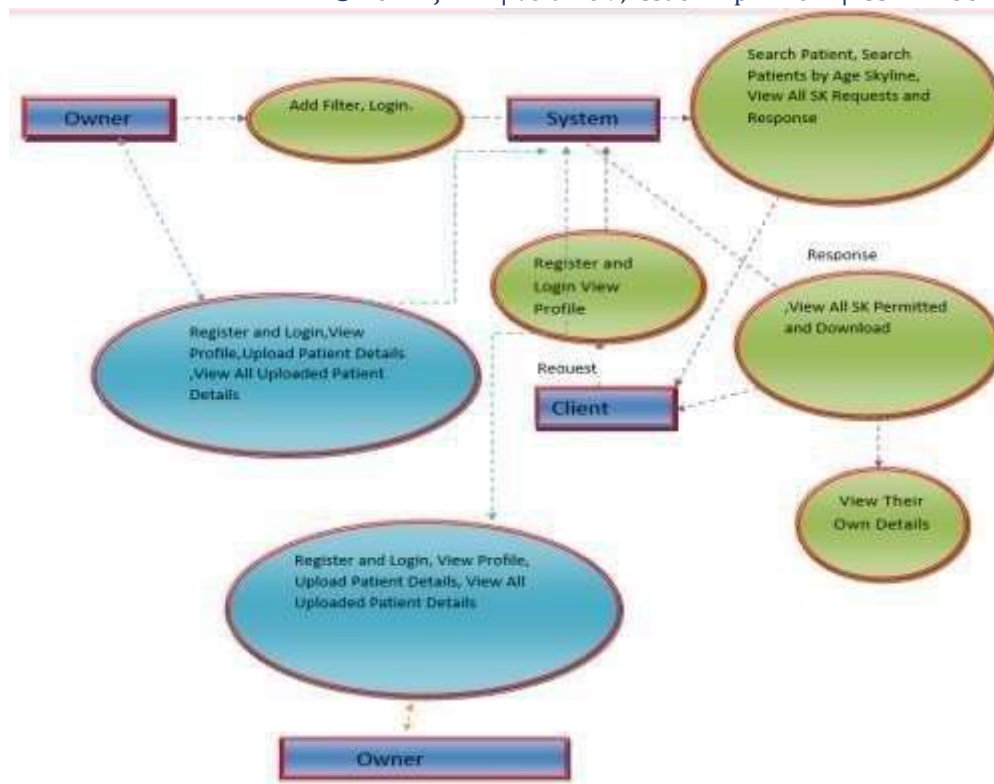 Search Patient, Search
Patients by Age Skyline,
View All SK Requests and
Response
Owner
Add Filter, Login.
System
Register and
Login View
Profile
Response
,View All SK Permitted
and Download
Register and Login,View
Profile,Upload Patient Details
,View All Uploaded Patient
Details
Request
Client
View Their
Own Details
Register and Login, View Profile,
Upload Patient Details, View All
Uploaded Patient Details
Owner